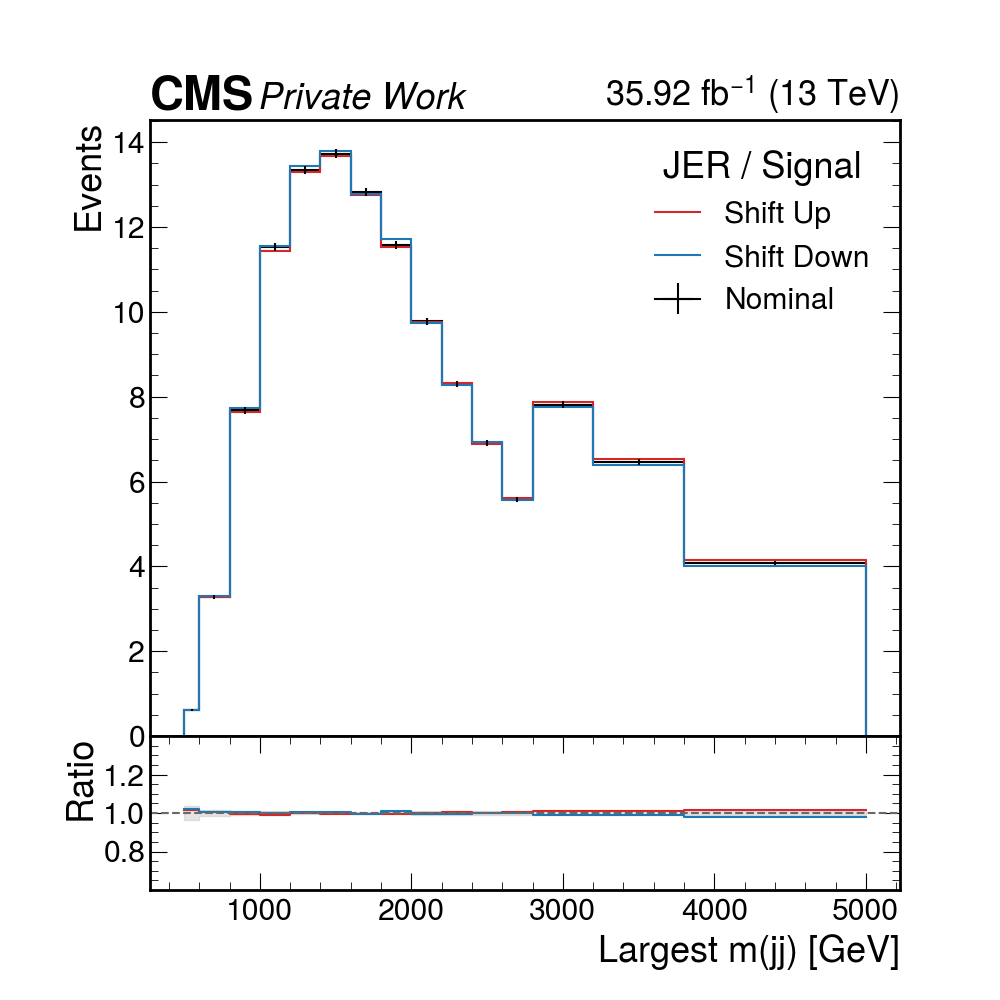 CMS Private Work
35.92 fb⁻¹ (13 TeV)
Events
14
12
10
8
6
4
2
0
JER / Signal
Shift Up
Shift Down
Nominal
Ratio
1.2
1.0
0.8
1000 2000 3000 4000 5000
Largest m(jj) [GeV]